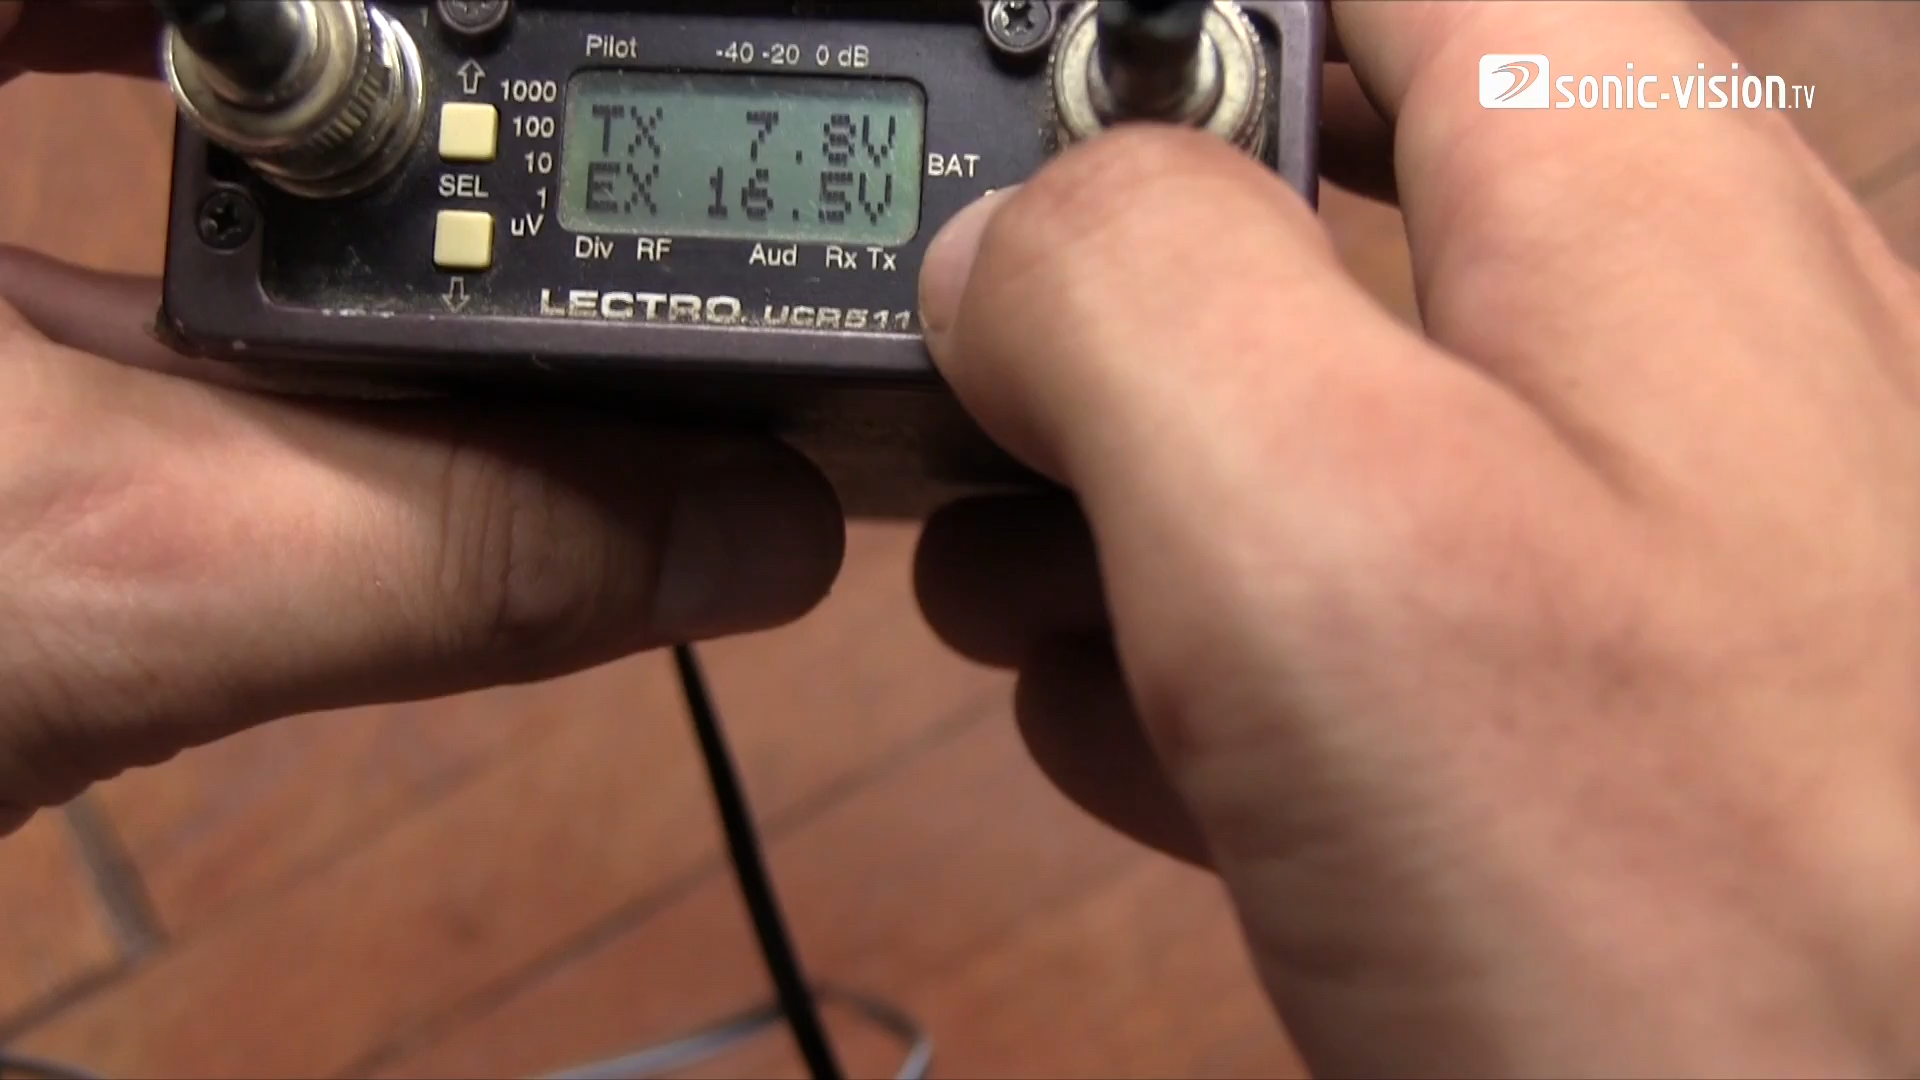 sonic-vision.TV
Pilot -40 -20 0 dB
1000
100
10
1
uV
SEL
TX 7.8V
EX 16.5V
BAT
Div RF Aud Rx Tx
LECTRO UCR511